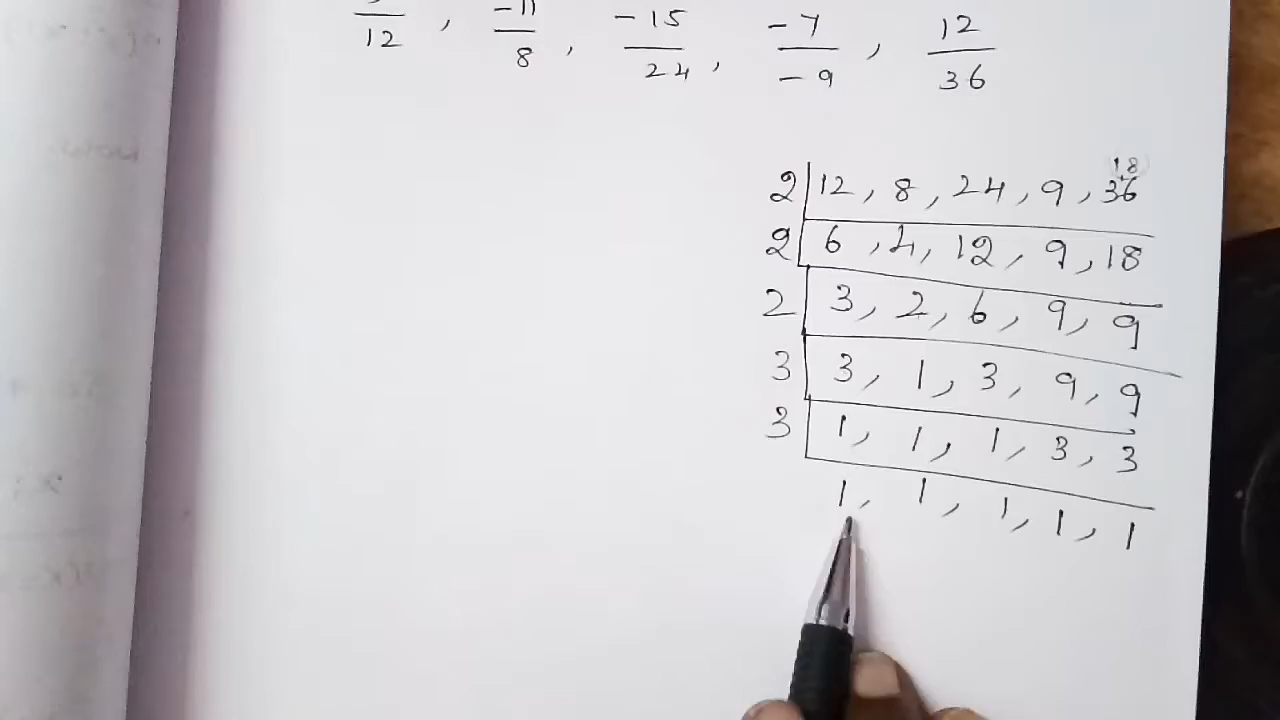 -11 -15 -7 12
12 , 8 , 24 , -9 , 36
18
2 12 , 8 , 24 , 9 , 36
2 6 , 4 , 12 , 9 , 18
2 3 , 2 , 6 , 9 , 9
3 3 , 1 , 3 , 9 , 9
3 1 , 1 , 1 , 3 , 3
1 , 1 , 1 , 1 , 1